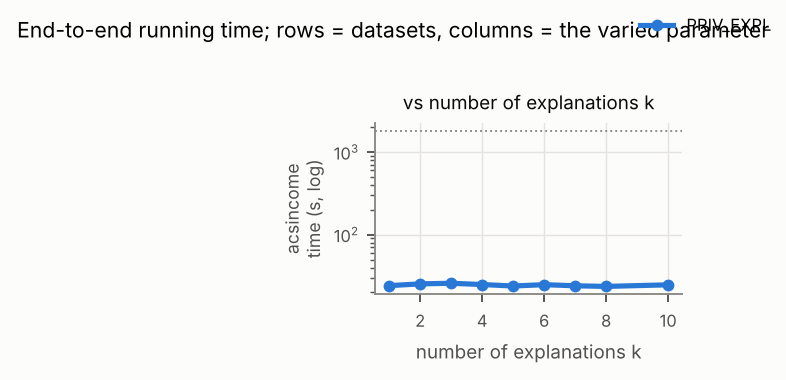 End-to-end running time; rows = datasets, columns = the varied parameter
PRIV_EXPL
vs number of explanations k
acsincome
time (s, log)
10³
10²
2 4 6 8 10
number of explanations k